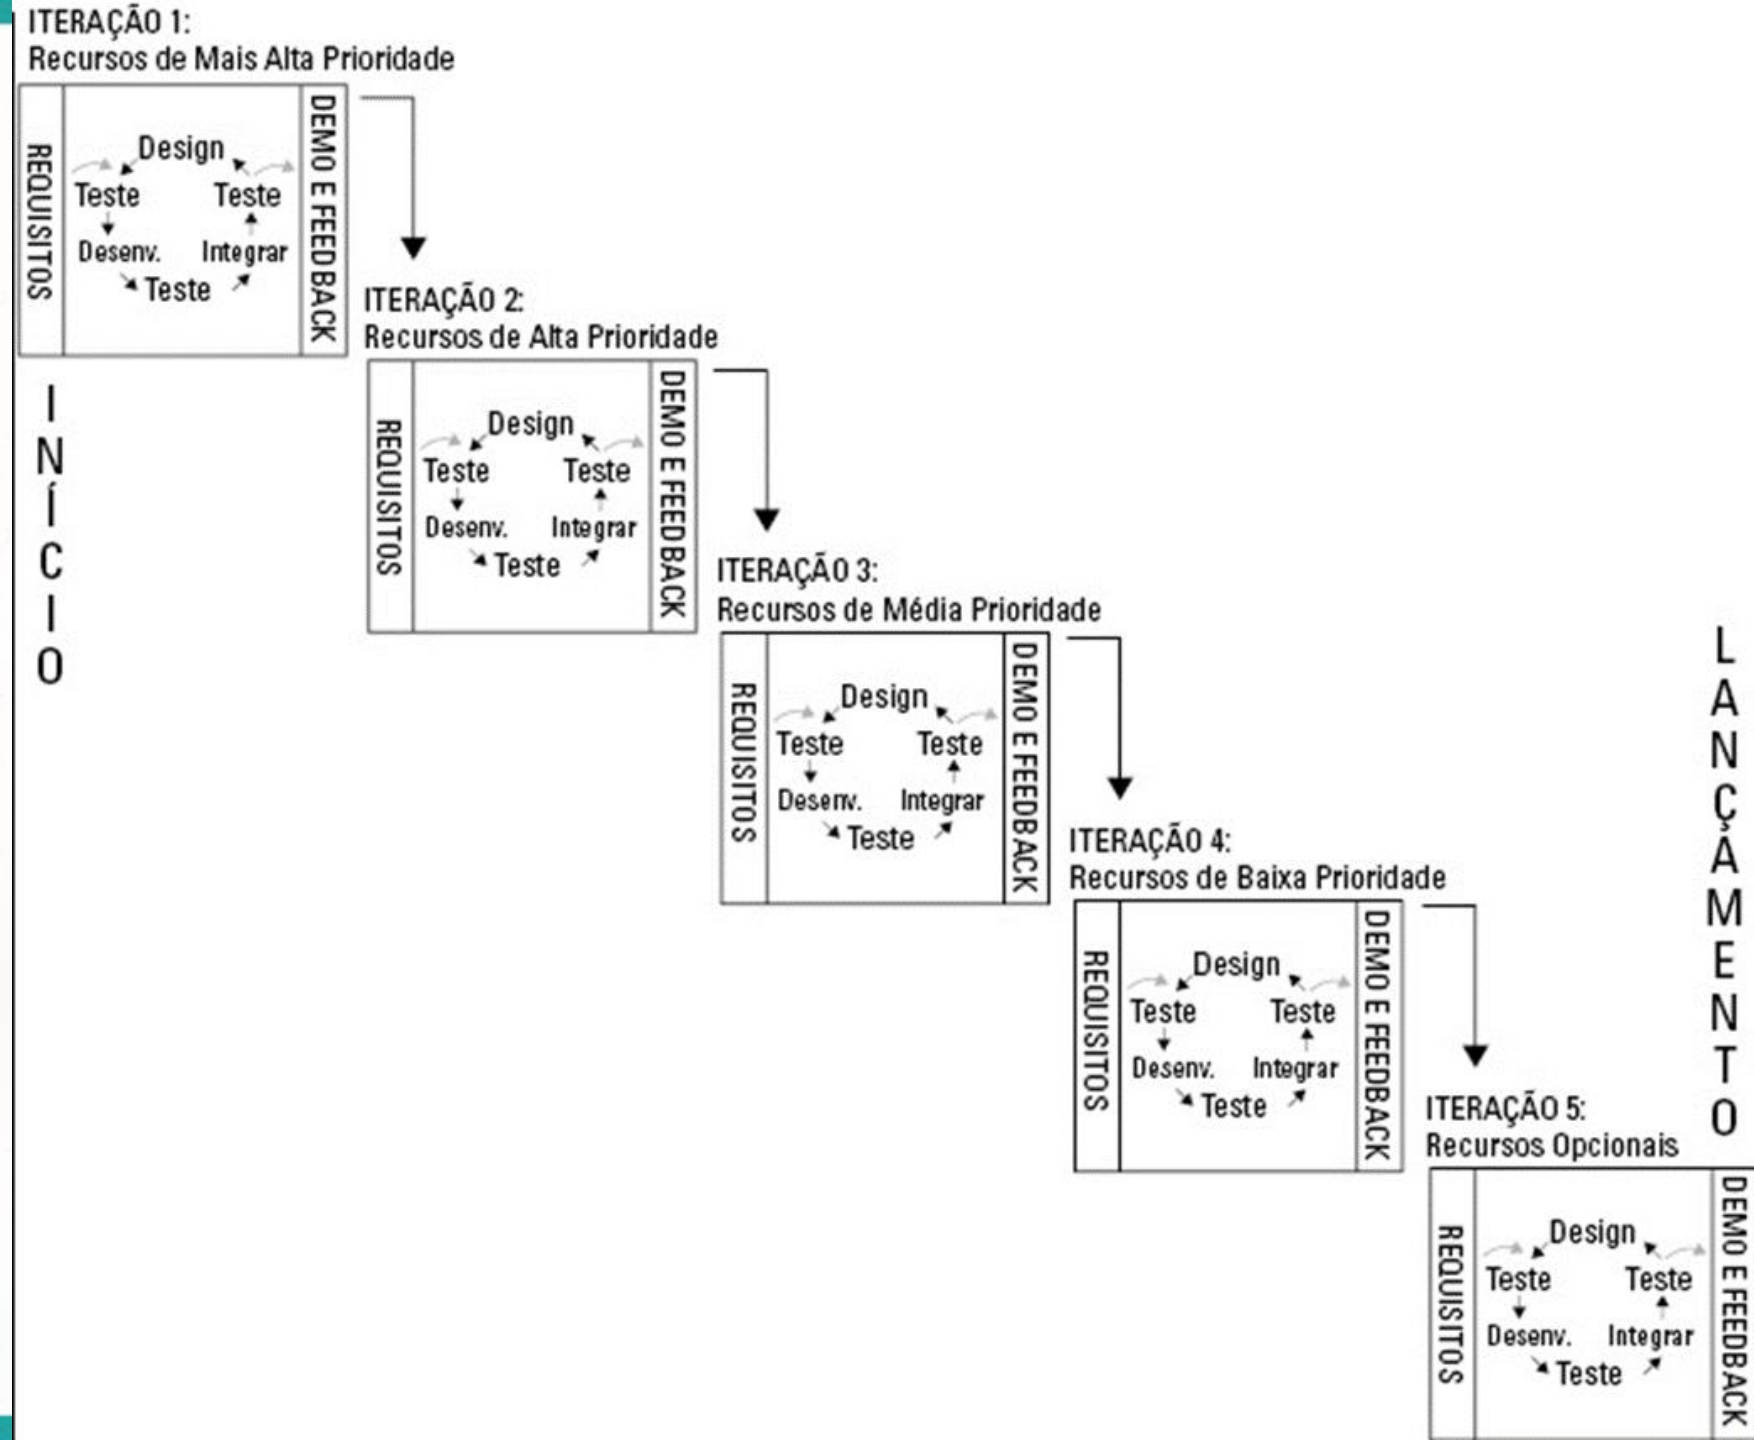 ITERAÇÃO 1:
Recursos de Mais Alta Prioridade
REQUISITOS
Design
Teste
Teste
Desenv.
Integrar
Teste
DEMO E FEEDBACK
INÍCIO
ITERAÇÃO 2:
Recursos de Alta Prioridade
REQUISITOS
Design
Teste
Teste
Desenv.
Integrar
Teste
DEMO E FEEDBACK
ITERAÇÃO 3:
Recursos de Média Prioridade
REQUISITOS
Design
Teste
Teste
Desenv.
Integrar
Teste
DEMO E FEEDBACK
ITERAÇÃO 4:
Recursos de Baixa Prioridade
REQUISITOS
Design
Teste
Teste
Desenv.
Integrar
Teste
DEMO E FEEDBACK
LANÇAMENTO
ITERAÇÃO 5:
Recursos Opcionais
REQUISITOS
Design
Teste
Teste
Desenv.
Integrar
Teste
DEMO E FEEDBACK